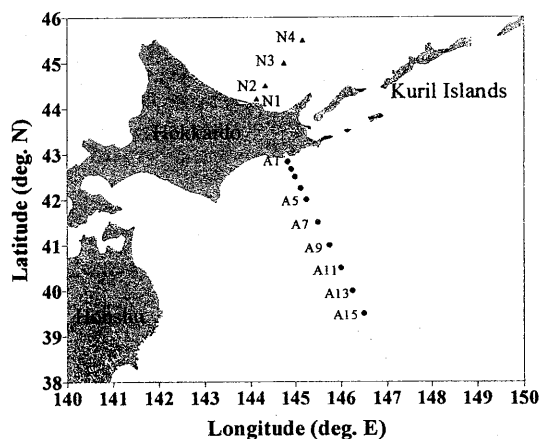 46
45
44
43
42
41
40
39
38
Latitude (deg. N)
N4
N3
N2
N1
Kuril Islands
Hokkaido
A1
A5
A7
A9
A11
A13
A15
Honshu
140 141 142 143 144 145 146 147 148 149 150
Longitude (deg. E)